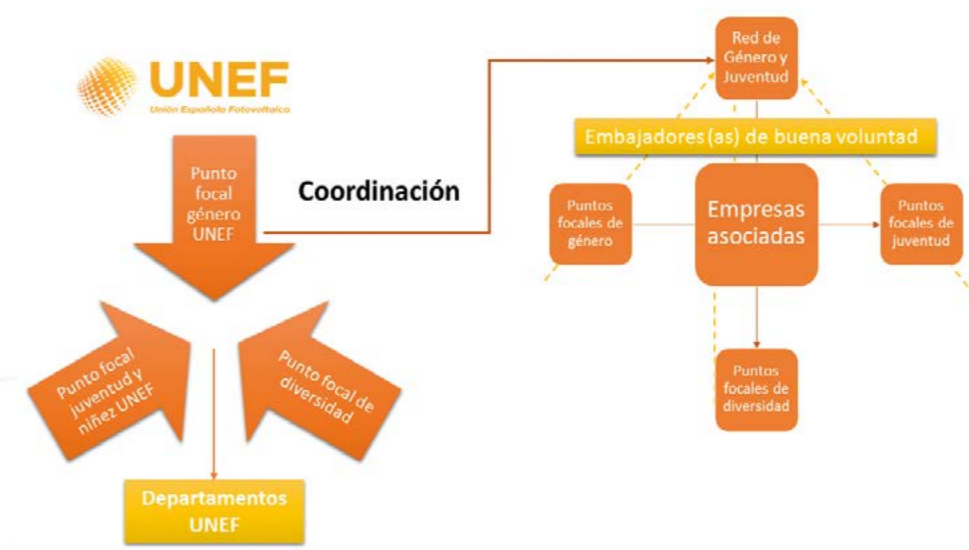 UNEF
Unión Española Fotovoltaica
Punto
focal
género
UNEF
Coordinación
Punto focal
juventud y
niñez UNEF
Punto focal de
diversidad
Departamentos
UNEF
Red de
Género y
Juventud
Embajadores(as) de buena voluntad
Puntos
focales de
género
Empresas
asociadas
Puntos
focales de
juventud
Puntos
focales de
diversidad